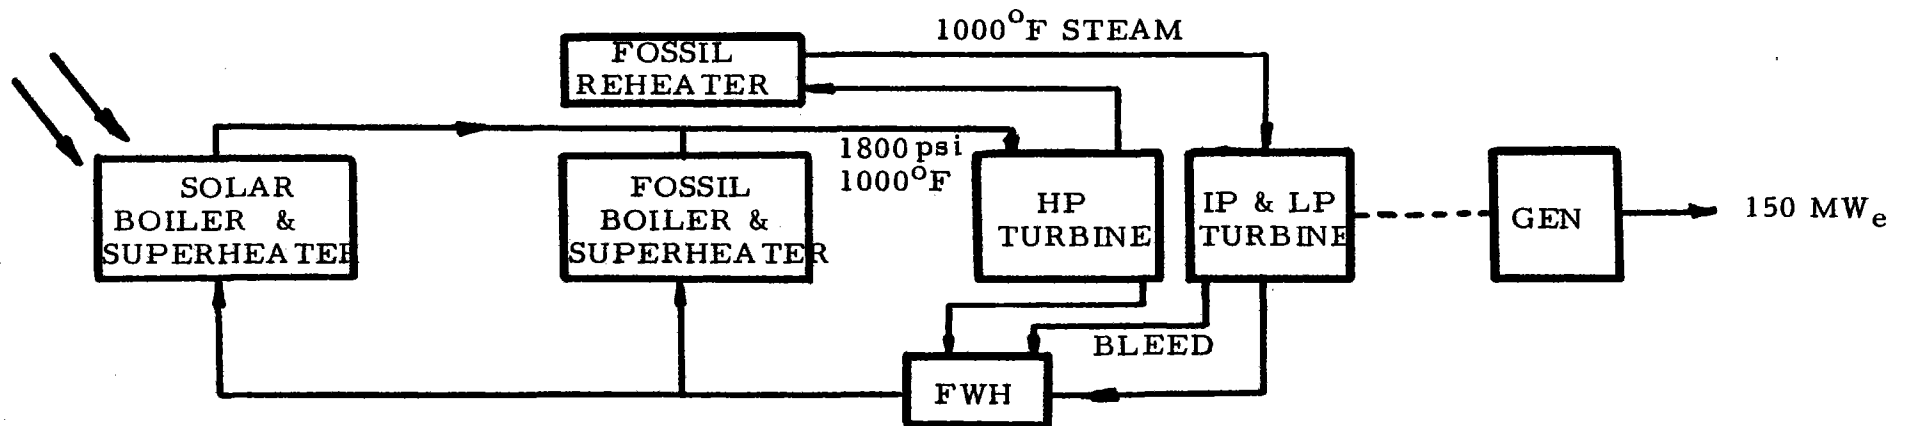 1000°F STEAM
FOSSIL
REHEATER
1800 psi
1000°F
SOLAR
BOILER &
SUPERHEATER
FOSSIL
BOILER &
SUPERHEATER
HP
TURBINE
IP & LP
TURBINE
GEN
150 MWe
BLEED
FWH